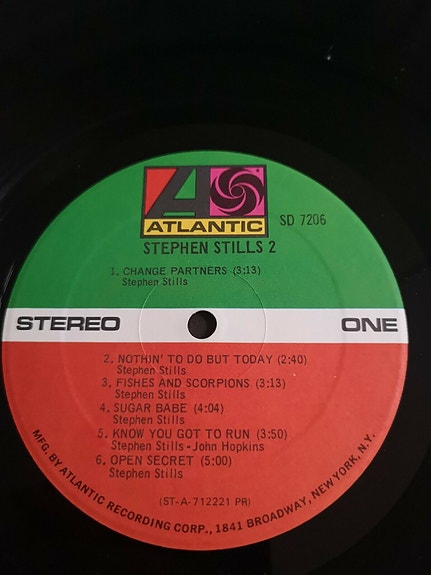 ATLANTIC
SD 7206
STEPHEN STILLS 2
1. CHANGE PARTNERS (3:13)
Stephen Stills
STEREO ONE
2. NOTHIN' TO DO BUT TODAY (2:40)
Stephen Stills
3. FISHES AND SCORPIONS (3:13)
Stephen Stills
4. SUGAR BABE (4:04)
Stephen Stills
5. KNOW YOU GOT TO RUN (3:50)
Stephen Stills - John Hopkins
6. OPEN SECRET (5:00)
Stephen Stills
(ST-A-712221 PR)
MFG. BY ATLANTIC RECORDING CORP., 1841 BROADWAY, NEW YORK, N.Y.